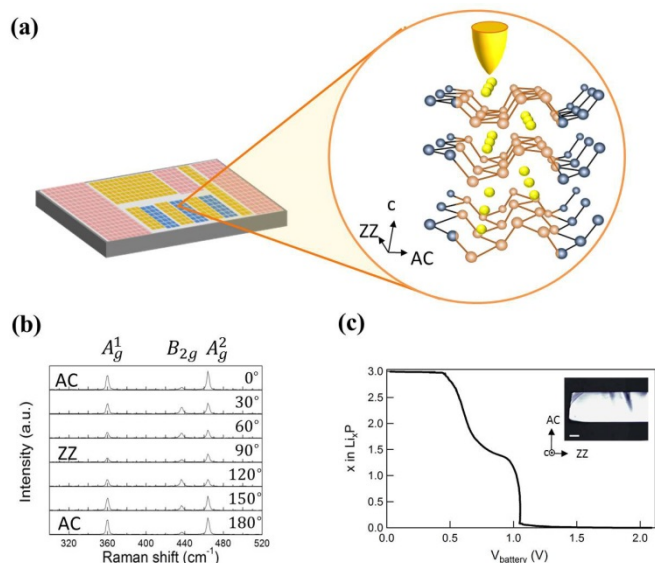 (a)
c
ZZ
AC
(b)
A_g^1 B_{2g} A_g^2
AC 0°
30°
60°
ZZ 90°
120°
150°
AC 180°
Intensity (a.u.)
320 360 400 440 480 520
Raman shift (cm⁻¹)
(c)
3.0
2.5
2.0
1.5
1.0
0.5
0.0
x in LiₓP
AC
c ZZ
0.0 0.5 1.0 1.5 2.0
V_battery (V)